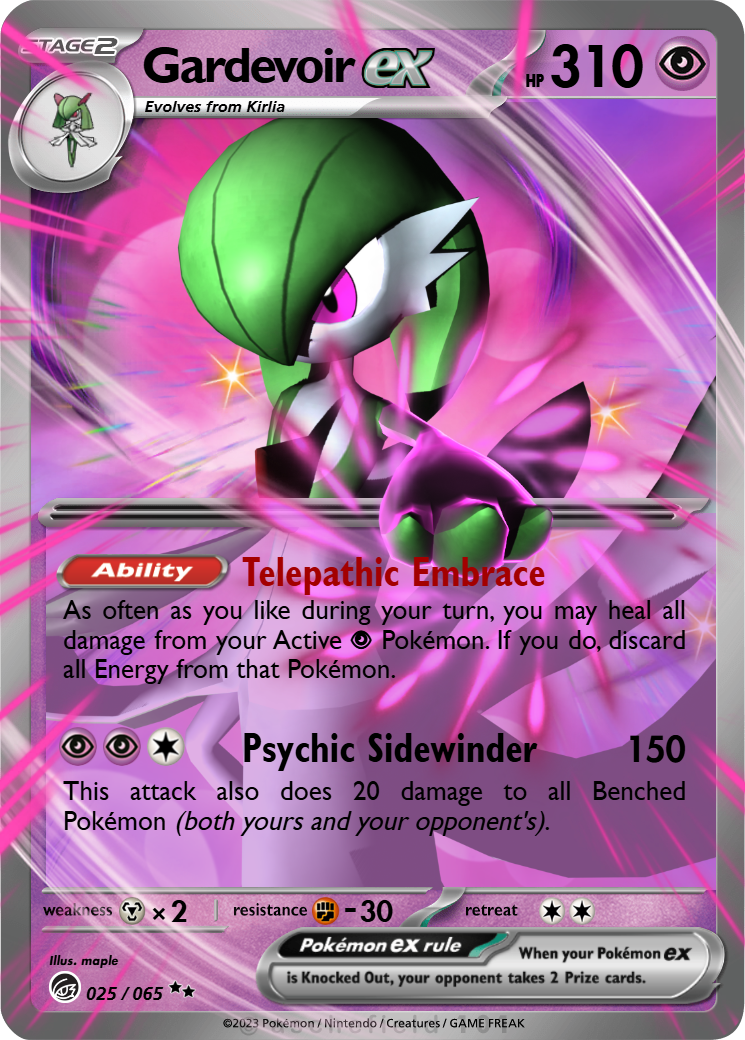 STAGE2
Gardevoir ex HP 310
Evolves from Kirlia
Ability Telepathic Embrace
As often as you like during your turn, you may heal all
damage from your Active Pokémon. If you do, discard
all Energy from that Pokémon.
Psychic Sidewinder 150
This attack also does 20 damage to all Benched
Pokémon (both yours and your opponent's).
weakness ×2 resistance -30 retreat
Illus. maple
025 / 065
Pokémon ex rule When your Pokémon ex
is Knocked Out, your opponent takes 2 Prize cards.
©2023 Pokémon / Nintendo / Creatures / GAME FREAK